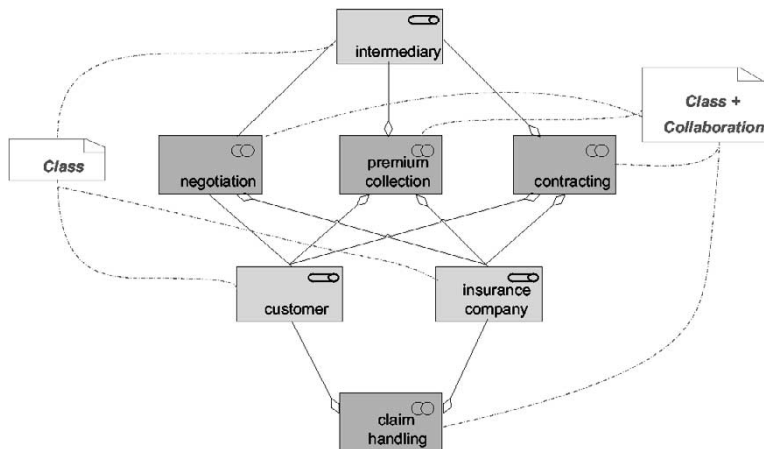 intermediary
Class +
Collaboration
Class
negotiation
premium
collection
contracting
customer
insurance
company
claim
handling